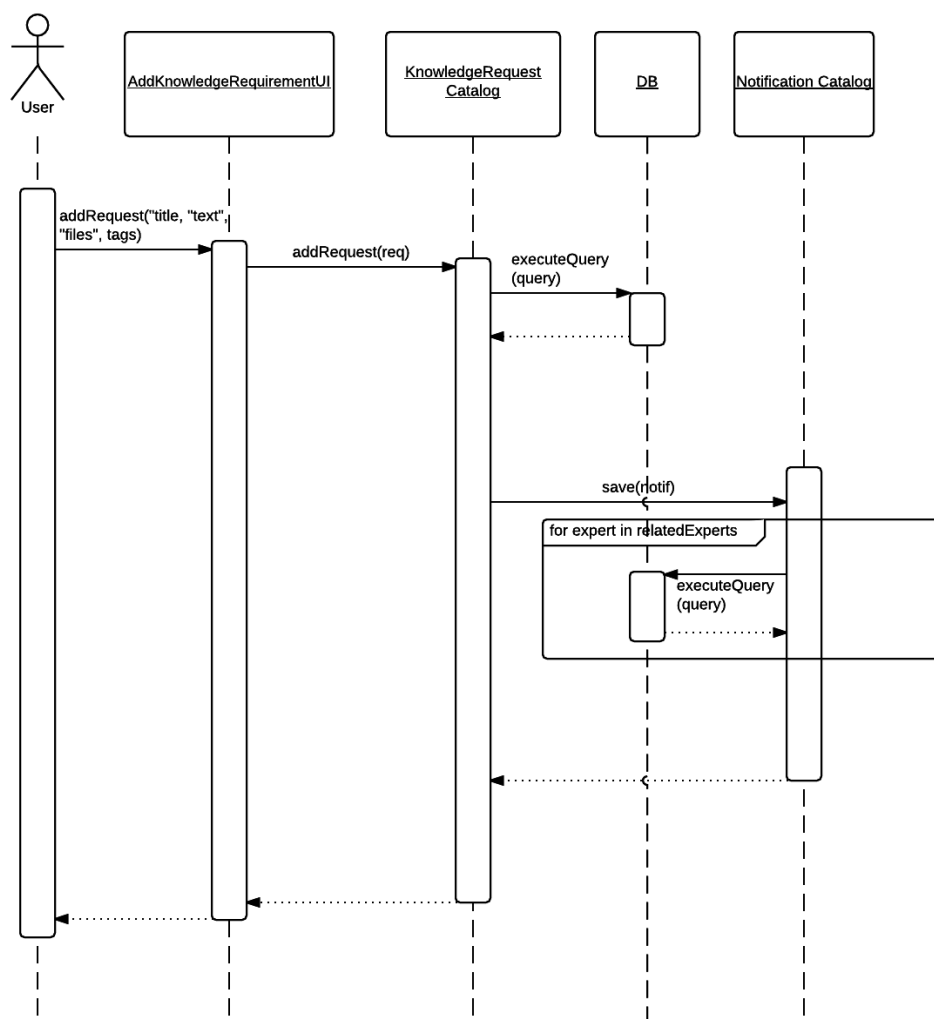 User
AddKnowledgeRequirementUI
KnowledgeRequest
Catalog
DB
Notification Catalog
addRequest("title, "text",
"files", tags)
addRequest(req)
executeQuery
(query)
save(notif)
for expert in relatedExperts
executeQuery
(query)